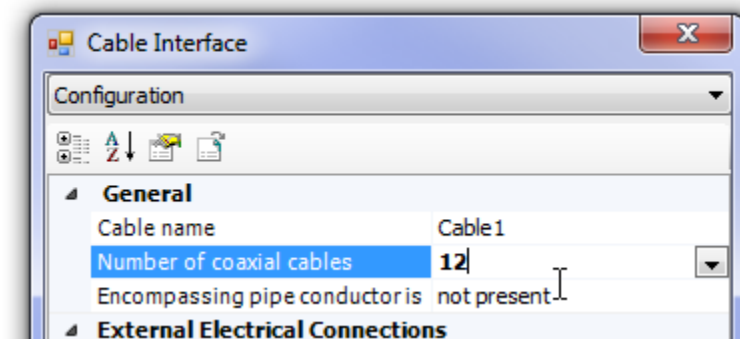 Cable Interface
Configuration
General
Cable name Cable1
Number of coaxial cables 12
Encompassing pipe conductor is not present
External Electrical Connections